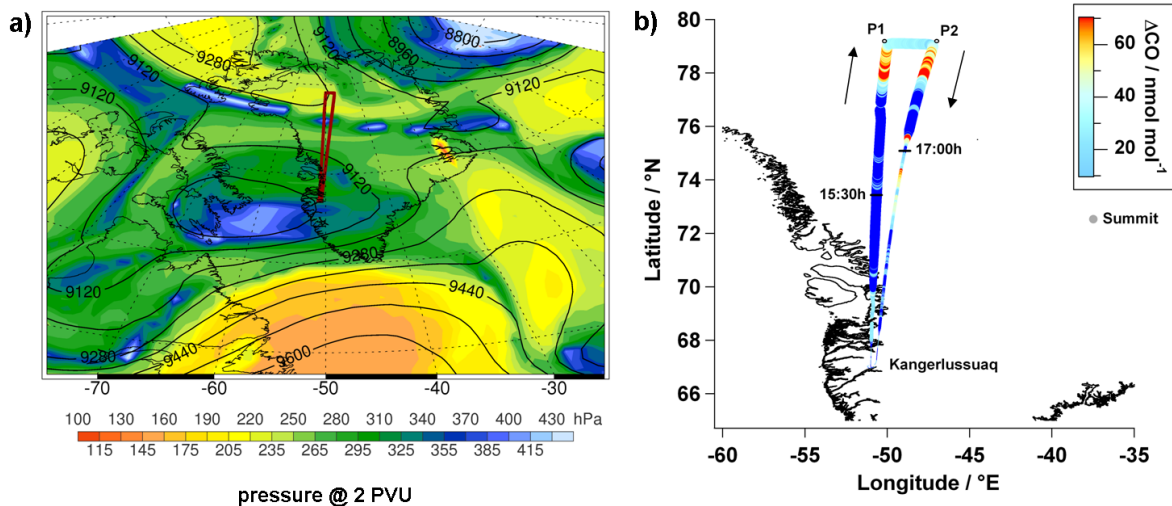 a)
8800
8960
9280
9120
9120
9120
9120
9280
9120
9440
9280
9440
9600
-70 -60 -50 -40 -30
100 130 160 190 220 250 280 310 340 370 400 430 hPa
115 145 175 205 235 265 295 325 355 385 415
pressure @ 2 PVU
b)
80
78
76
74
72
70
68
66
Latitude / °N
P1 P2
17:00h
15:30h
Kangerlussuaq
Summit
60
40
20
ΔCO / nmol mol-1
-60 -55 -50 -45 -40 -35
Longitude / °E